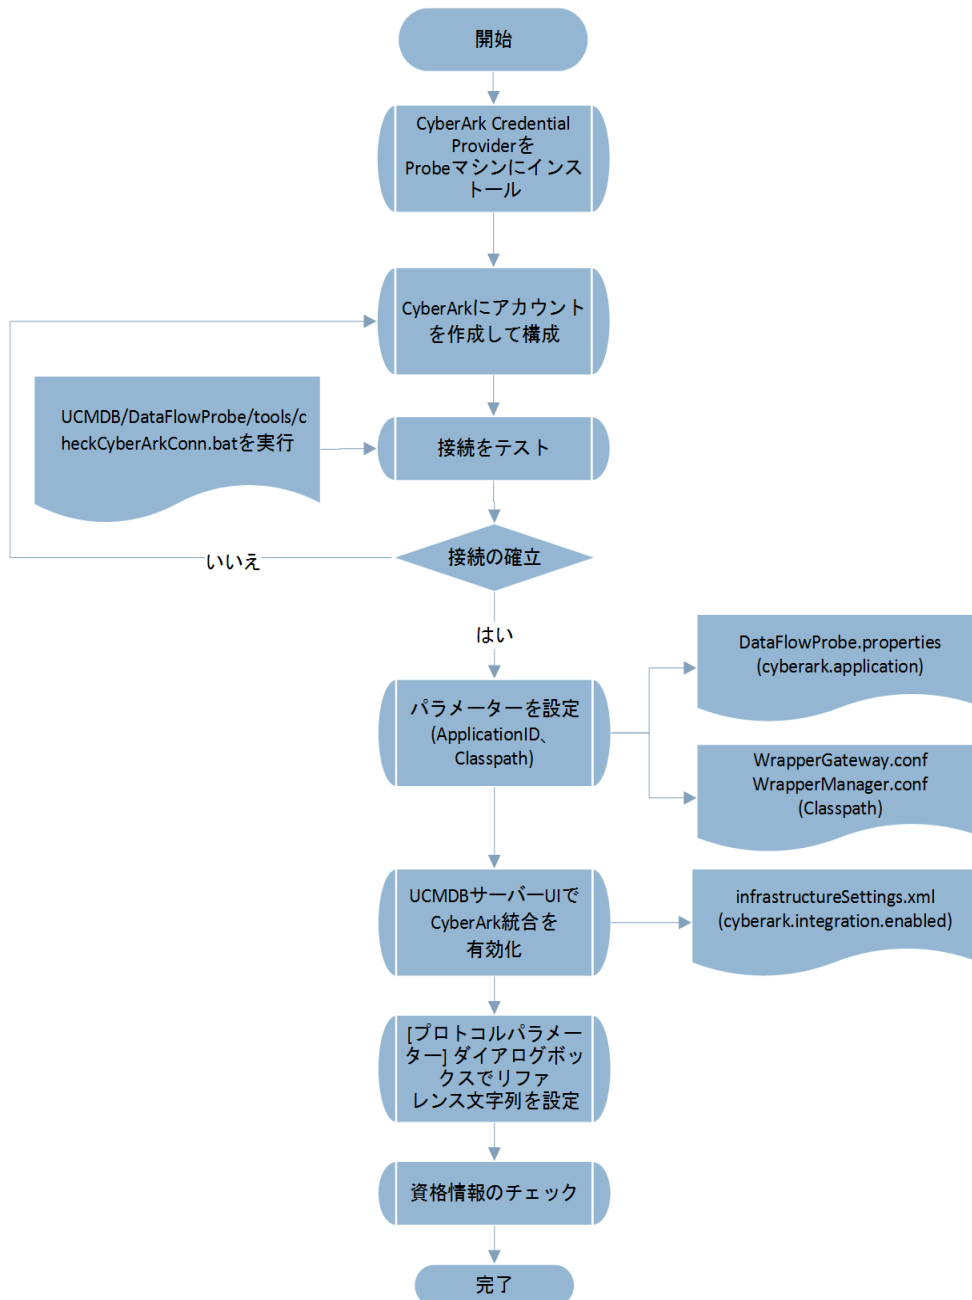 開始
CyberArk Credential
Providerを
Probeマシンにインス
トール
CyberArkにアカウント
を作成して構成
UCMDB/DataFlowProbe/tools/c
heckCyberArkConn.batを実行
接続をテスト
接続の確立
いいえ
はい
パラメーターを設定
(ApplicationID、
Classpath)
DataFlowProbe.properties
(cyberark.application)
WrapperGateway.conf
WrapperManager.conf
(Classpath)
UCMDBサーバーUIで
CyberArk統合を
有効化
infrastructureSettings.xml
(cyberark.integration.enabled)
[プロトコルパラメー
ター] ダイアログボッ
クスでリファ
レンス文字列を設定
資格情報のチェック
完了